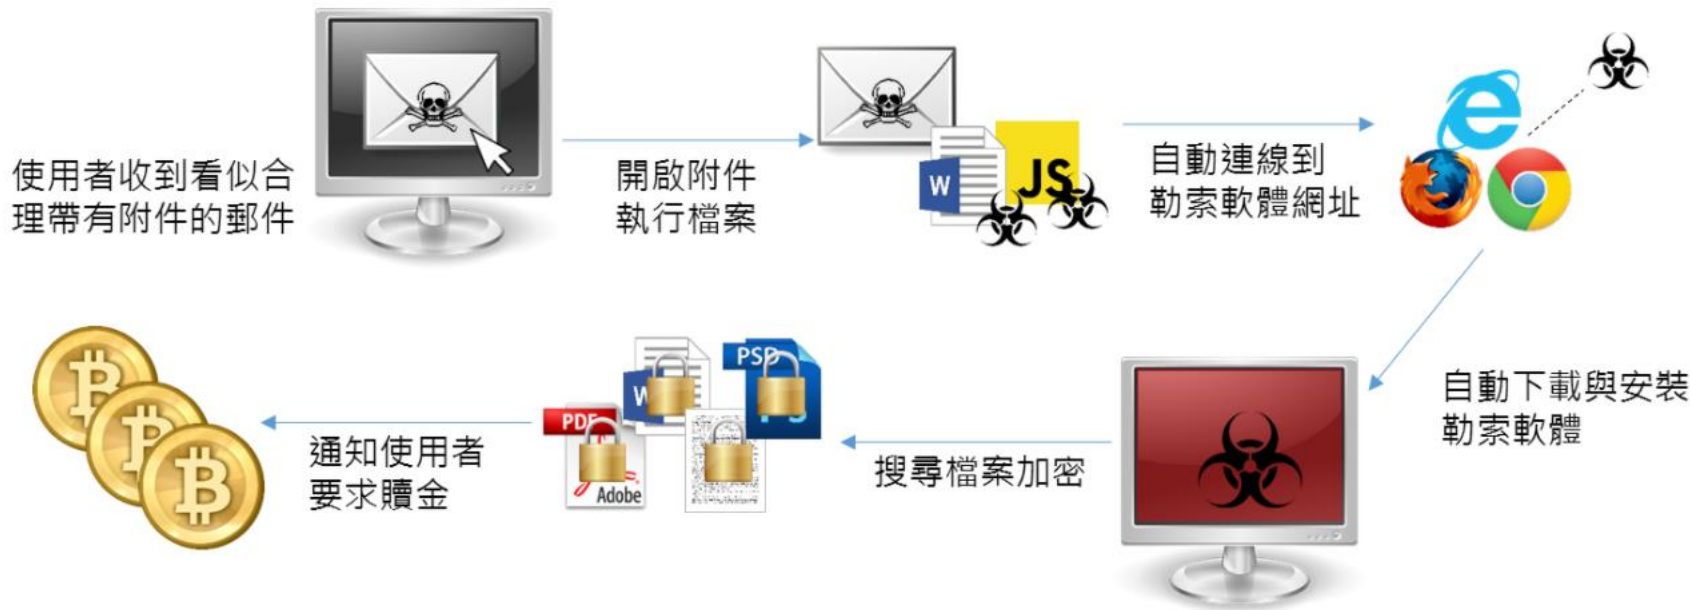 使用者收到看似合
理帶有附件的郵件
開啟附件
執行檔案
W
JS
自動連線到
勒索軟體網址
自動下載與安裝
勒索軟體
搜尋檔案加密
W
PSD
PS
PDF
Adobe
通知使用者
要求贖金